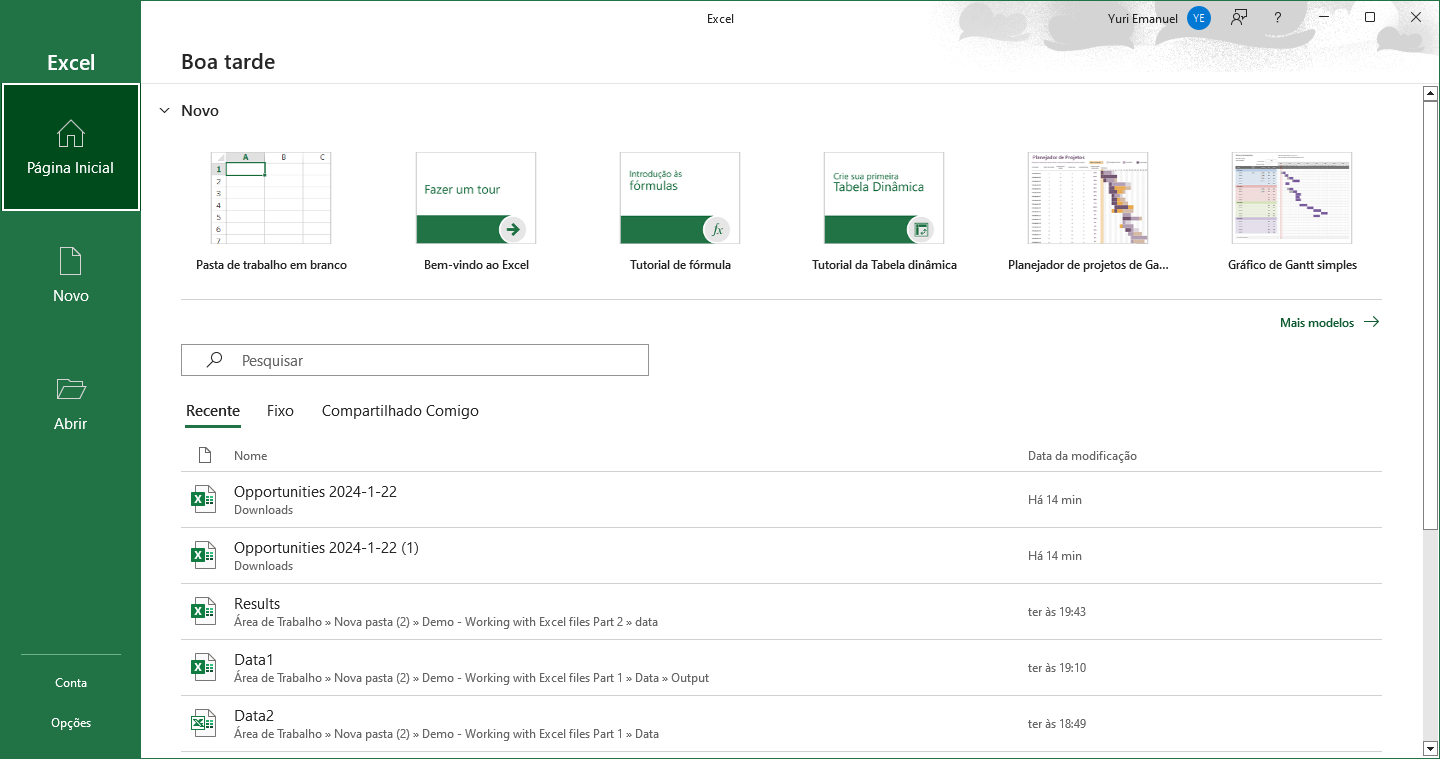 Excel
Yuri Emanuel
YE
?
Excel
Boa tarde
Página Inicial
Novo
Abrir
Conta
Opções
Novo
A B C
1
2
3
4
5
6
7
Pasta de trabalho em branco
Fazer um tour
Bem-vindo ao Excel
Introdução às
fórmulas
fx
Tutorial de fórmula
Crie sua primeira
Tabela Dinâmica
Tutorial da Tabela dinâmica
Planejador de Projetos
Planejador de projetos de Ga...
Gráfico de Gantt simples
Mais modelos
Pesquisar
Recente Fixo Compartilhado Comigo
Nome Data da modificação
Opportunities 2024-1-22
Downloads
Há 14 min
Opportunities 2024-1-22 (1)
Downloads
Há 14 min
Results
Área de Trabalho » Nova pasta (2) » Demo - Working with Excel files Part 2 » data
ter às 19:43
Data1
Área de Trabalho » Nova pasta (2) » Demo - Working with Excel files Part 1 » Data » Output
ter às 19:10
Data2
Área de Trabalho » Nova pasta (2) » Demo - Working with Excel files Part 1 » Data
ter às 18:49